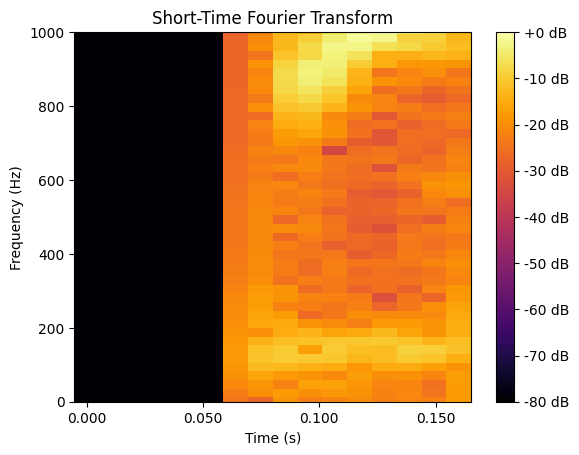 Short-Time Fourier Transform
1000
800
600
400
200
0
Frequency (Hz)
0.000
0.050
0.100
0.150
Time (s)
+0 dB
-10 dB
-20 dB
-30 dB
-40 dB
-50 dB
-60 dB
-70 dB
-80 dB